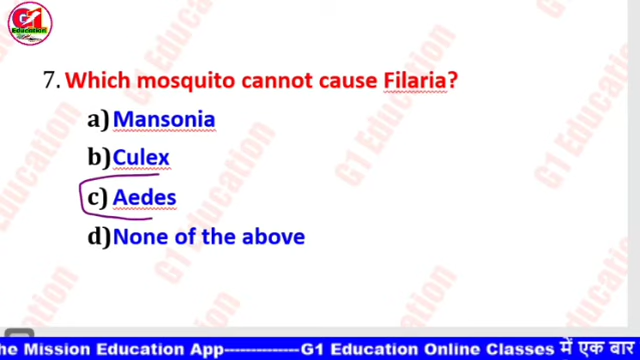 G1
Education
7. Which mosquito cannot cause Filaria?
a) Mansonia
b) Culex
c) Aedes
d) None of the above
he Mission Education App--------------G1 Education Online Classes में एक बार